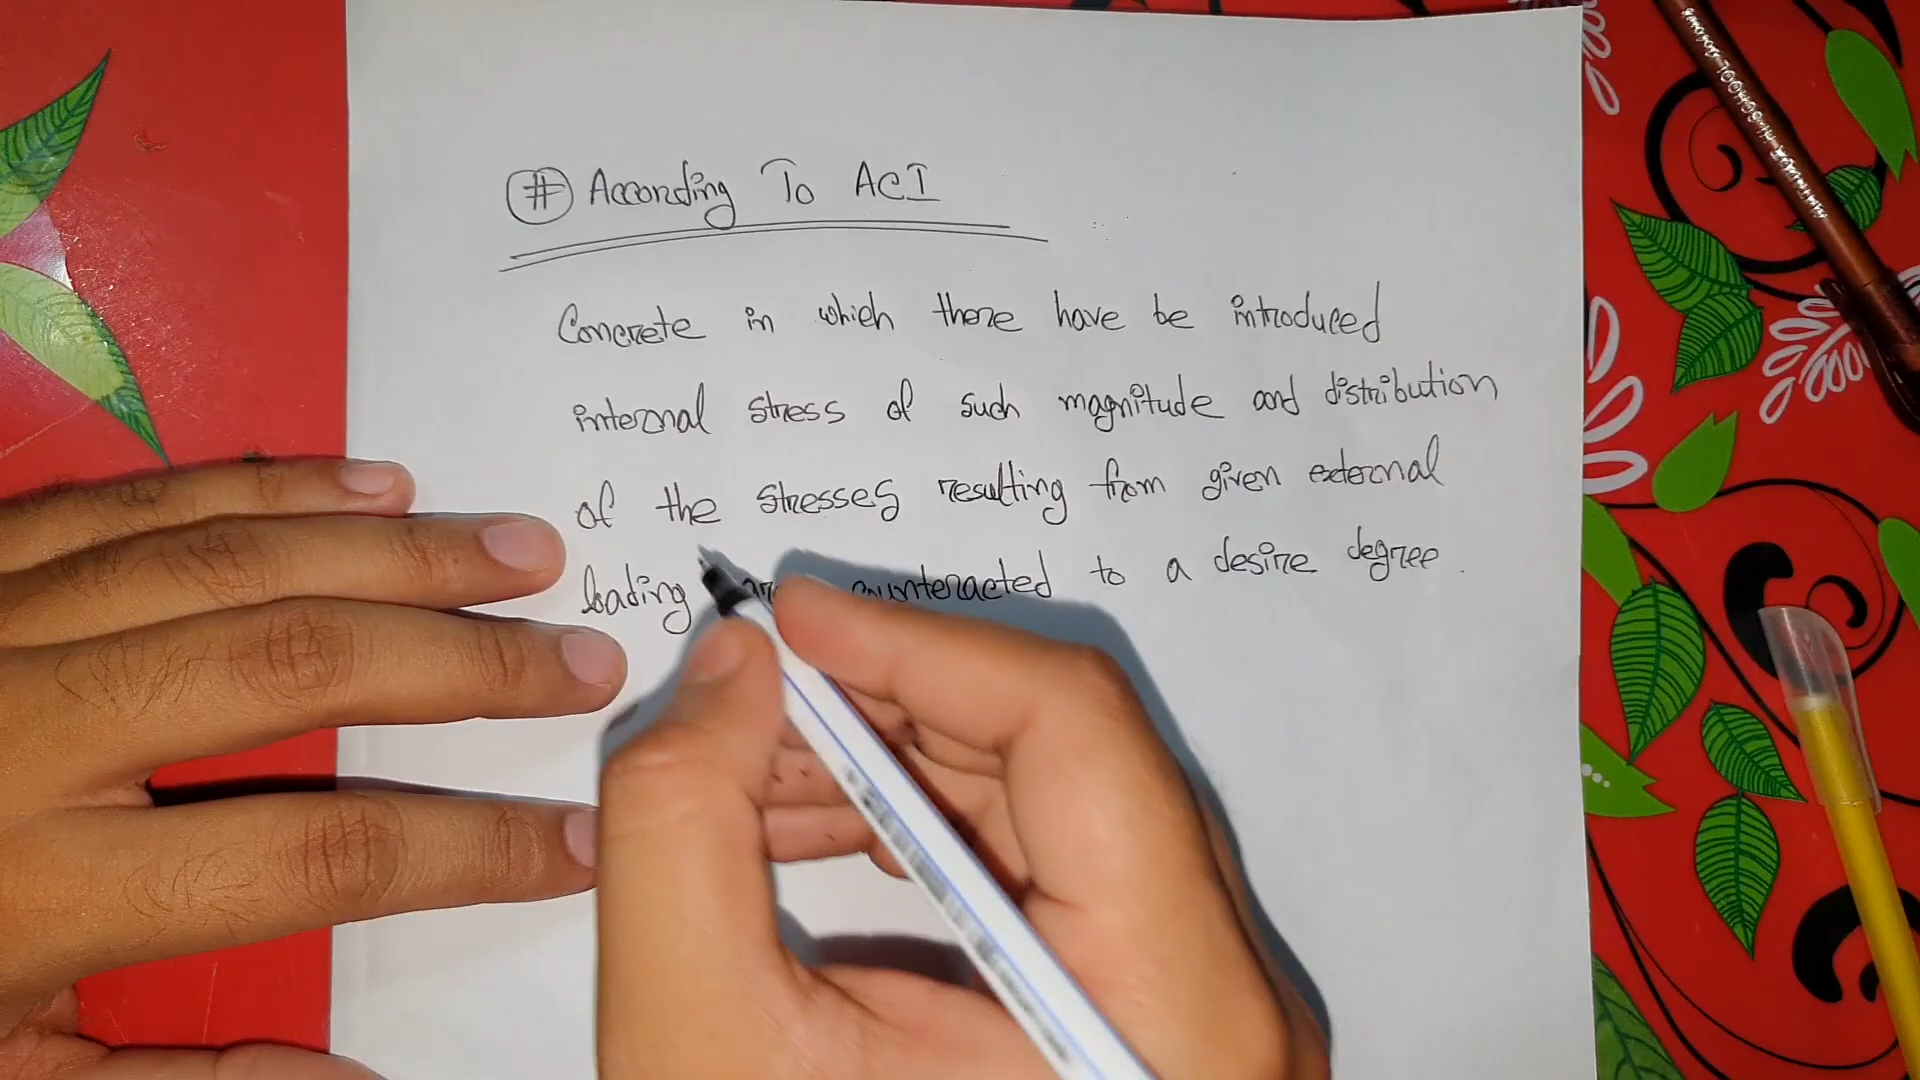 # According To ACI
Concrete in which there have be introduced
internal stress of such magnitude and distribution
of the stresses resulting from given external
loading are counteracted to a desire degree.